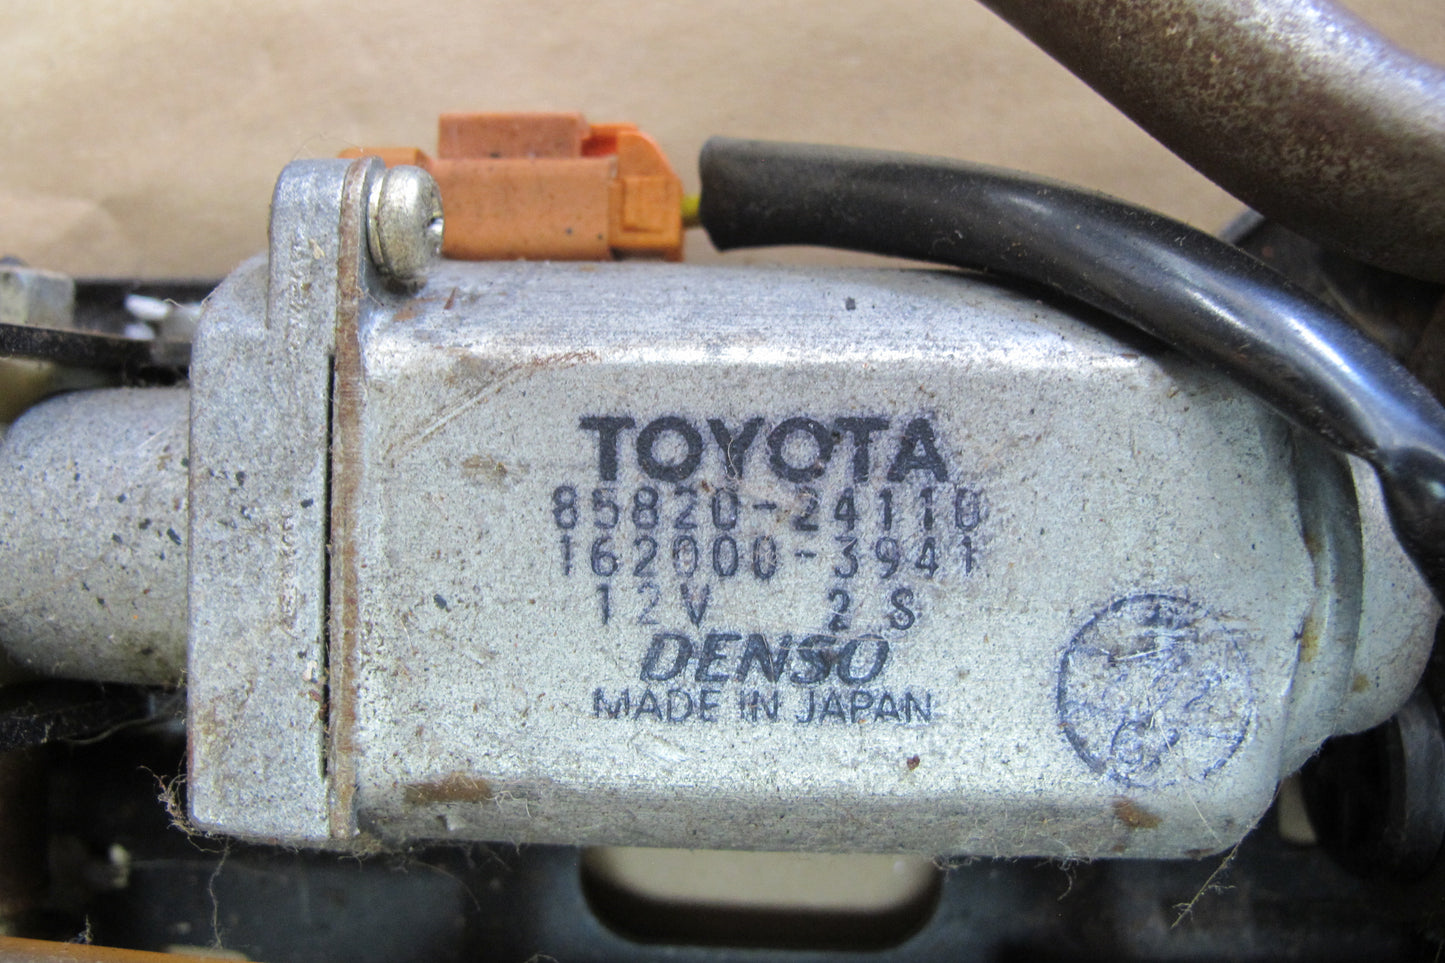 TOYOTA
85820-24110
162000-3941
12V 2S
DENSO
MADE IN JAPAN